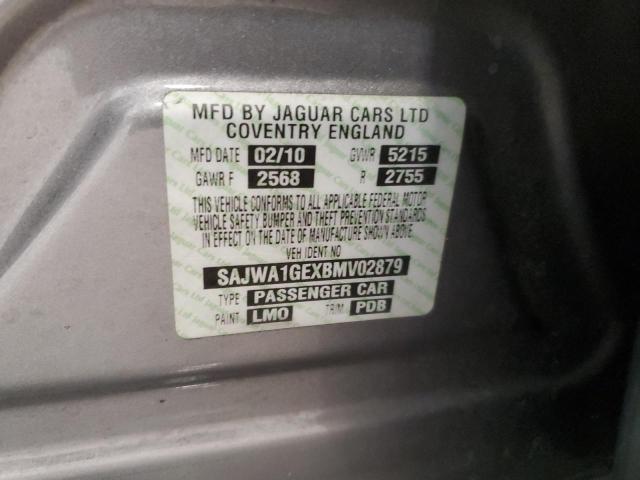 MFD BY JAGUAR CARS LTD
COVENTRY ENGLAND
MFD DATE 02/10 GVWR 5215
GAWR F 2568 R 2755
THIS VEHICLE CONFORMS TO ALL APPLICABLE FEDERAL MOTOR
VEHICLE SAFETY BUMPER AND THEFT PREVENTION STANDARDS
IN EFFECT ON THE DATE OF MANUFACTURE SHOWN ABOVE
VEH IDENT NO
SAJWA1GEXBMV02879
TYPE PASSENGER CAR
PAINT LMO TRIM PDB